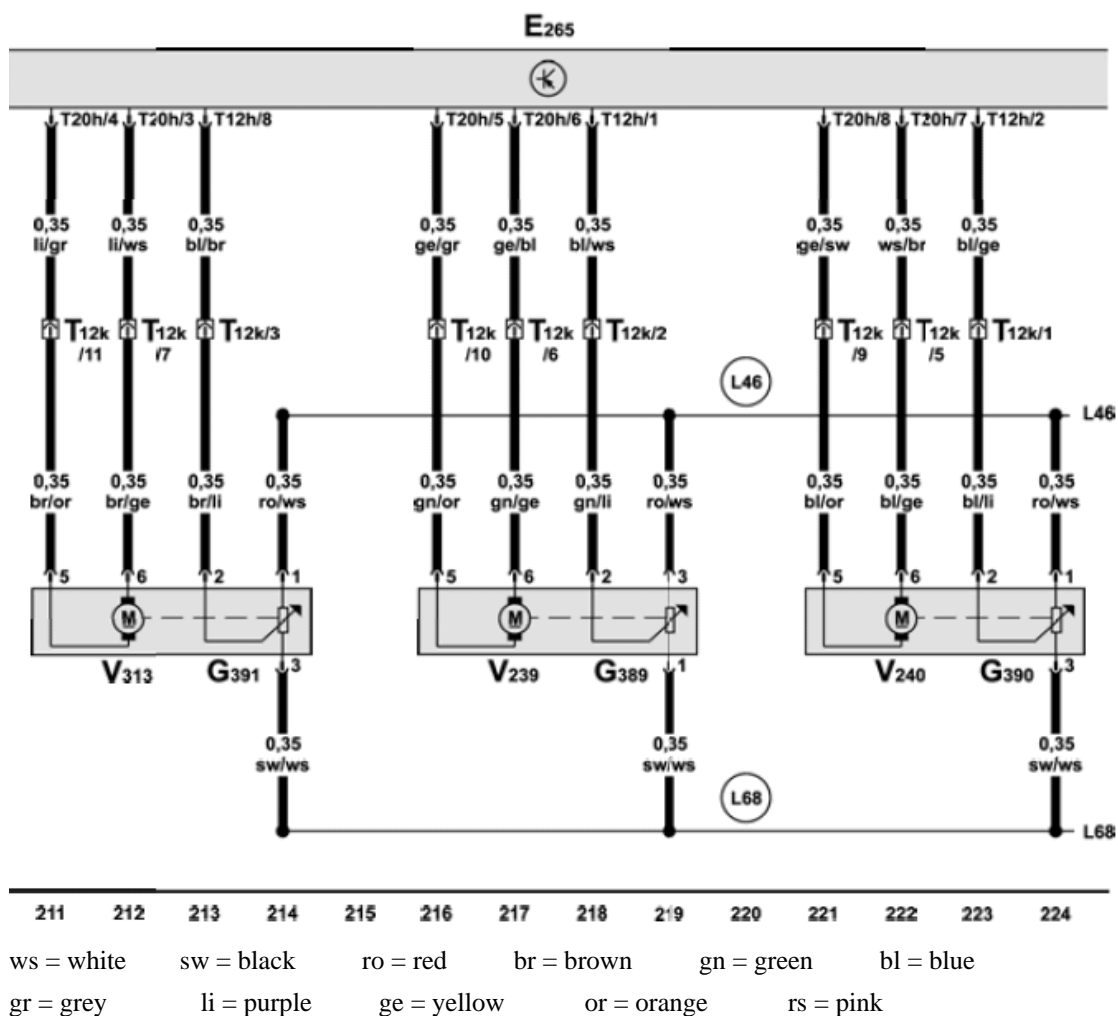 E265
T20h/4 T20h/3 T12h/8 T20h/5 T20h/6 T12h/1 T20h/8 T20h/7 T12h/2
0,35 0,35 0,35 0,35 0,35 0,35 0,35 0,35 0,35
li/gr li/ws bl/br ge/gr ge/bl bl/ws ge/sw ws/br bl/ge
T12k T12k T12k/3 T12k T12k T12k/2 T12k T12k T12k/1
/11 /7 /10 /6 /9 /5
L46
L46
0,35 0,35 0,35 0,35 0,35 0,35 0,35 0,35 0,35 0,35 0,35 0,35
br/or br/ge br/li ro/ws gn/or gn/ge gn/li ro/ws bl/or bl/ge bl/li ro/ws
5 6 2 1 5 6 2 3 5 6 2 1
M M M
V313 G391 3 V239 G389 1 V240 G390 3
0,35 0,35 0,35
sw/ws sw/ws sw/ws
L68
L68
211 212 213 214 215 216 217 218 219 220 221 222 223 224
ws = white sw = black ro = red br = brown gn = green bl = blue
gr = grey li = purple ge = yellow or = orange rs = pink